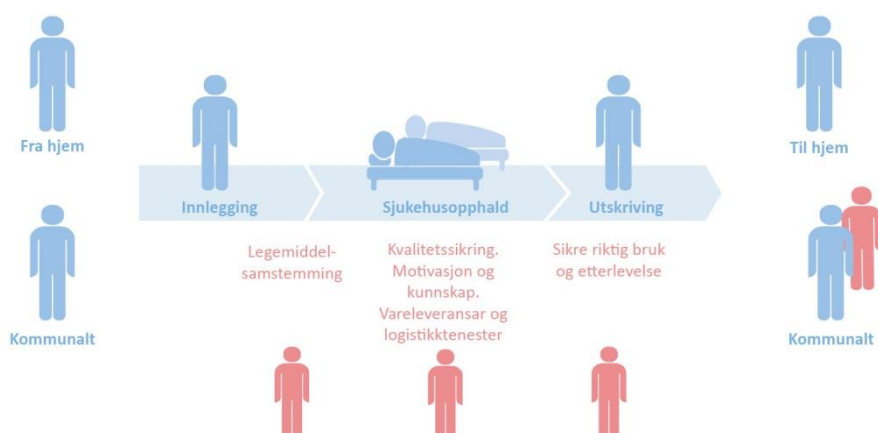 Fra hjem
Til hjem
Innlegging
Sjukehusopphald
Utskriving
Legemiddel-
samstemming
Kvalitetssikring.
Motivasjon og
kunnskap.
Vareleveransar og
logistikktenester
Sikre riktig bruk
og etterlevelse
Kommunalt
Kommunalt